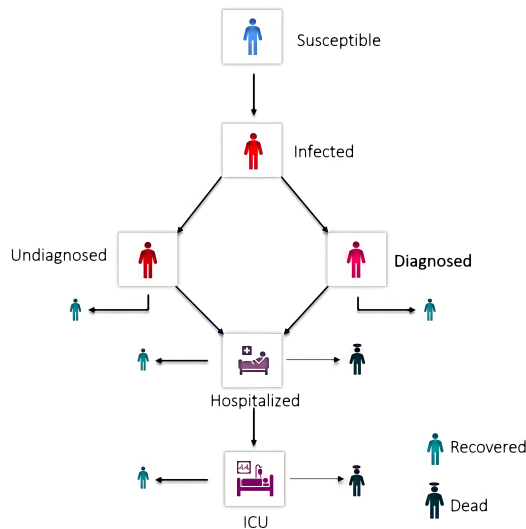 Susceptible
Infected
Undiagnosed
Diagnosed
Hospitalized
Recovered
Dead
ICU